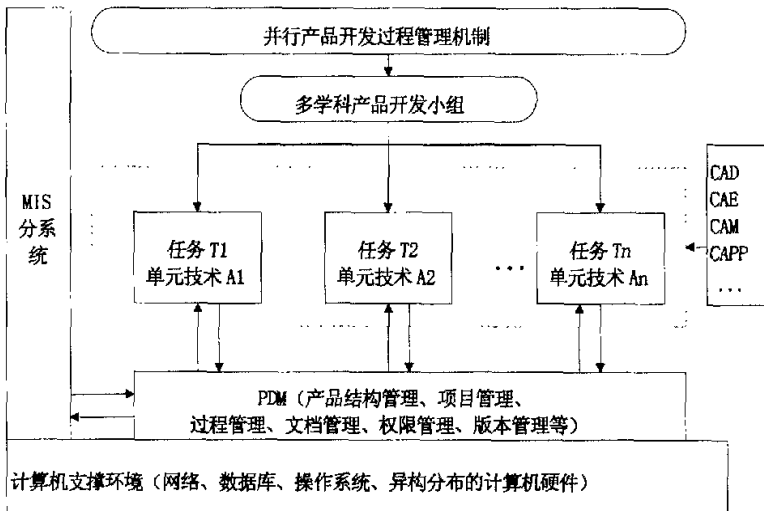 并行产品开发过程管理机制
多学科产品开发小组
MIS
分系
统
任务 T1
单元技术 A1
任务 T2
单元技术 A2
...
任务 Tn
单元技术 An
CAD
CAE
CAM
CAPP
...
PDM（产品结构管理、项目管理、
过程管理、文档管理、权限管理、版本管理等）
计算机支撑环境（网络、数据库、操作系统、异构分布的计算机硬件）